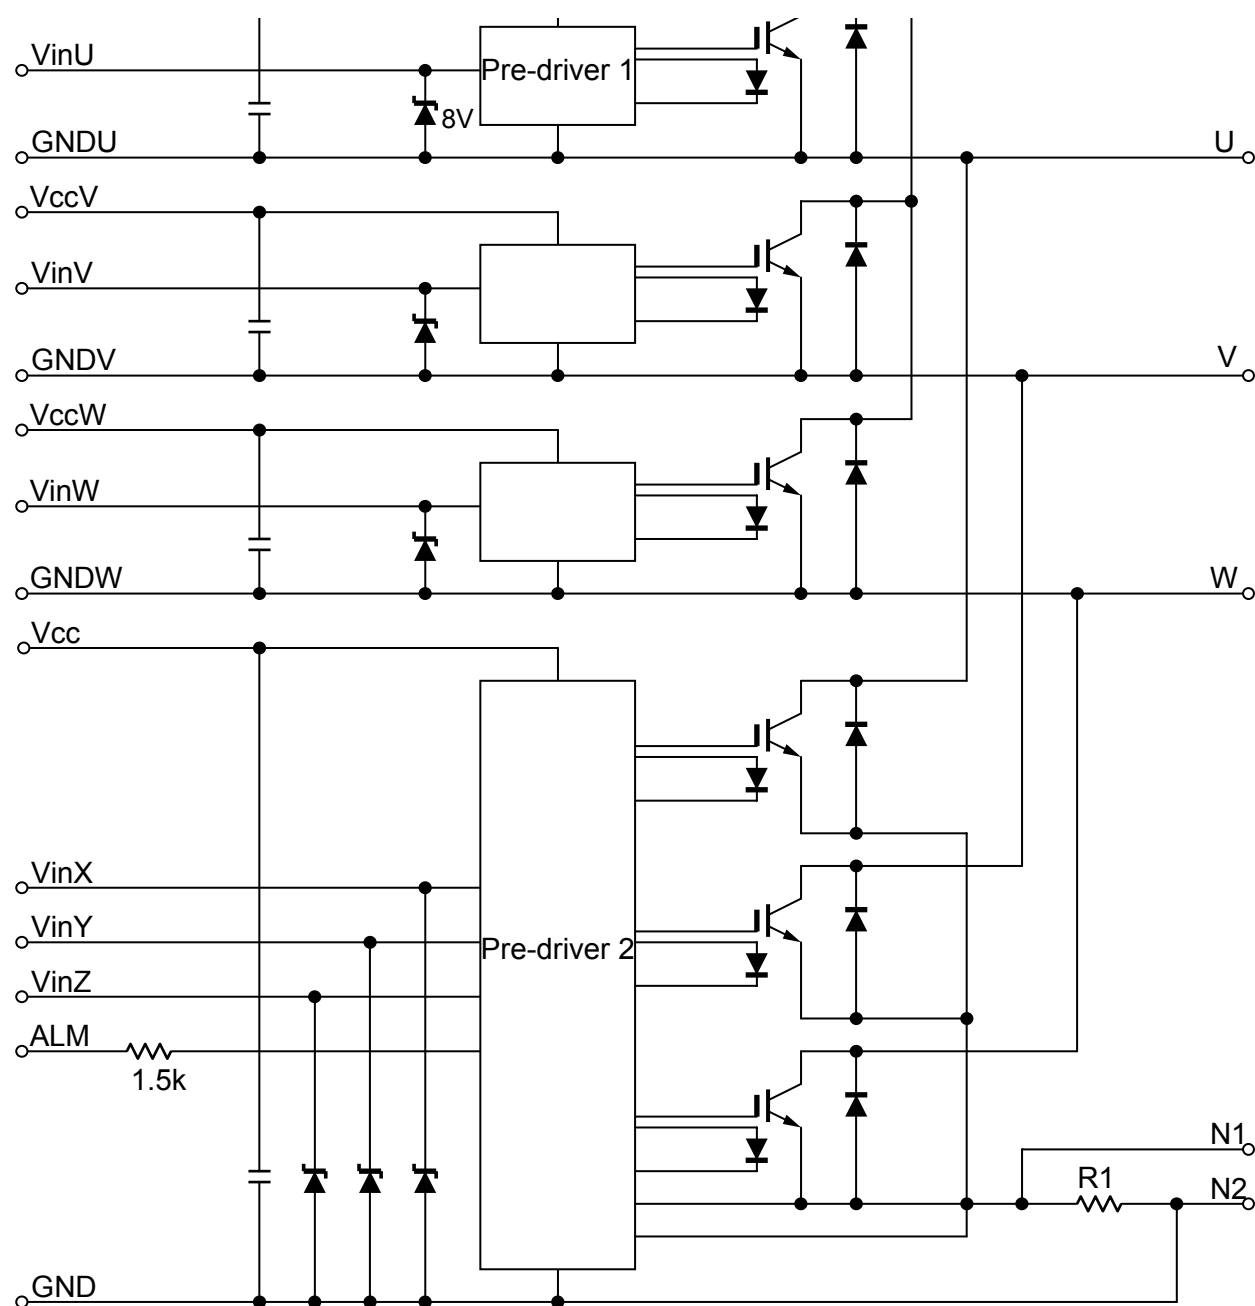 VinU
Pre-driver 1
8V
GNDU
U
VccV
VinV
GNDV
V
VccW
VinW
GNDW
W
Vcc
VinX
VinY
Pre-driver 2
VinZ
ALM
1.5k
N1
R1
N2
GND